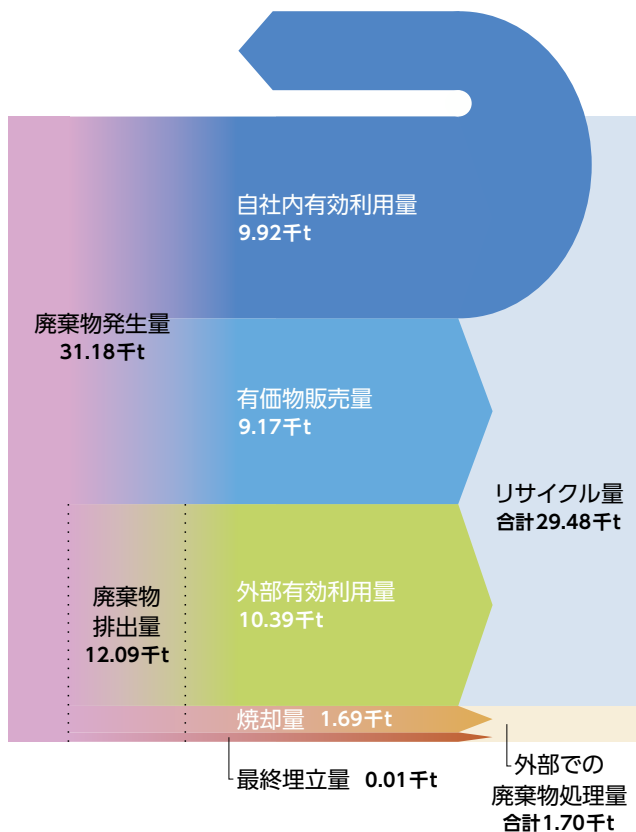 自社内有効利用量
9.92千t
廃棄物発生量
31.18千t
有価物販売量
9.17千t
リサイクル量
合計29.48千t
廃棄物
排出量
12.09千t
外部有効利用量
10.39千t
焼却量 1.69千t
最終埋立量 0.01千t
外部での
廃棄物処理量
合計1.70千t